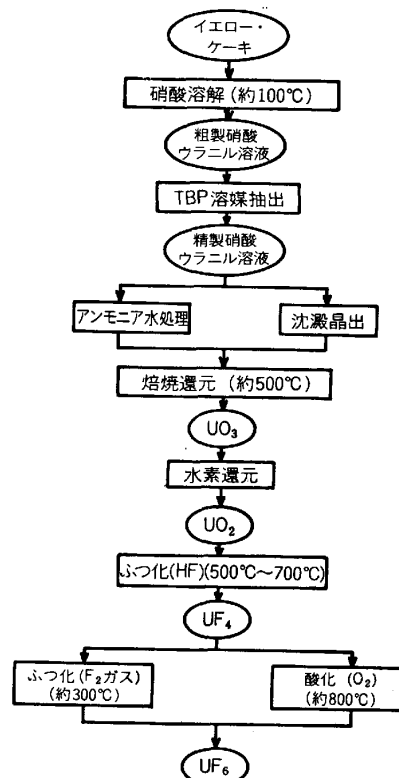 イエロー・
ケーキ
硝酸溶解(約100℃)
粗製硝酸
ウラニル溶液
TBP溶媒抽出
精製硝酸
ウラニル溶液
アンモニア水処理
沈澱晶出
焙焼還元 (約500℃)
UO₃
水素還元
UO₂
ふつ化(HF)(500℃〜700℃)
UF₄
ふつ化(F₂ガス)
(約300℃)
酸化 (O₂)
(約800℃)
UF₆